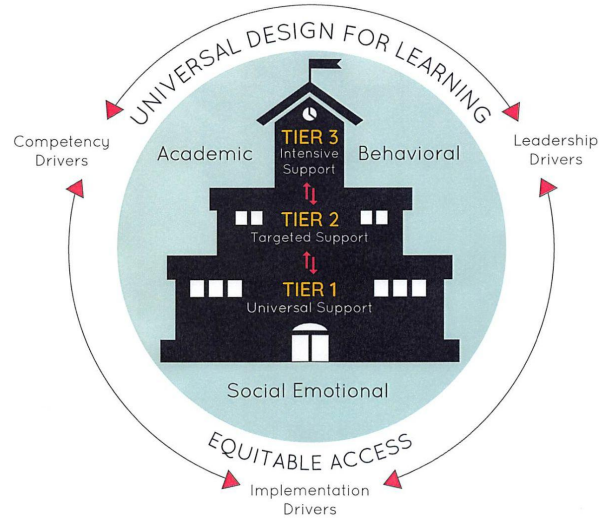 UNIVERSAL DESIGN FOR LEARNING
Competency
Drivers
Leadership
Drivers
Academic
Behavioral
TIER 3
Intensive
Support
TIER 2
Targeted Support
TIER 1
Universal Support
Social Emotional
EQUITABLE ACCESS
Implementation
Drivers